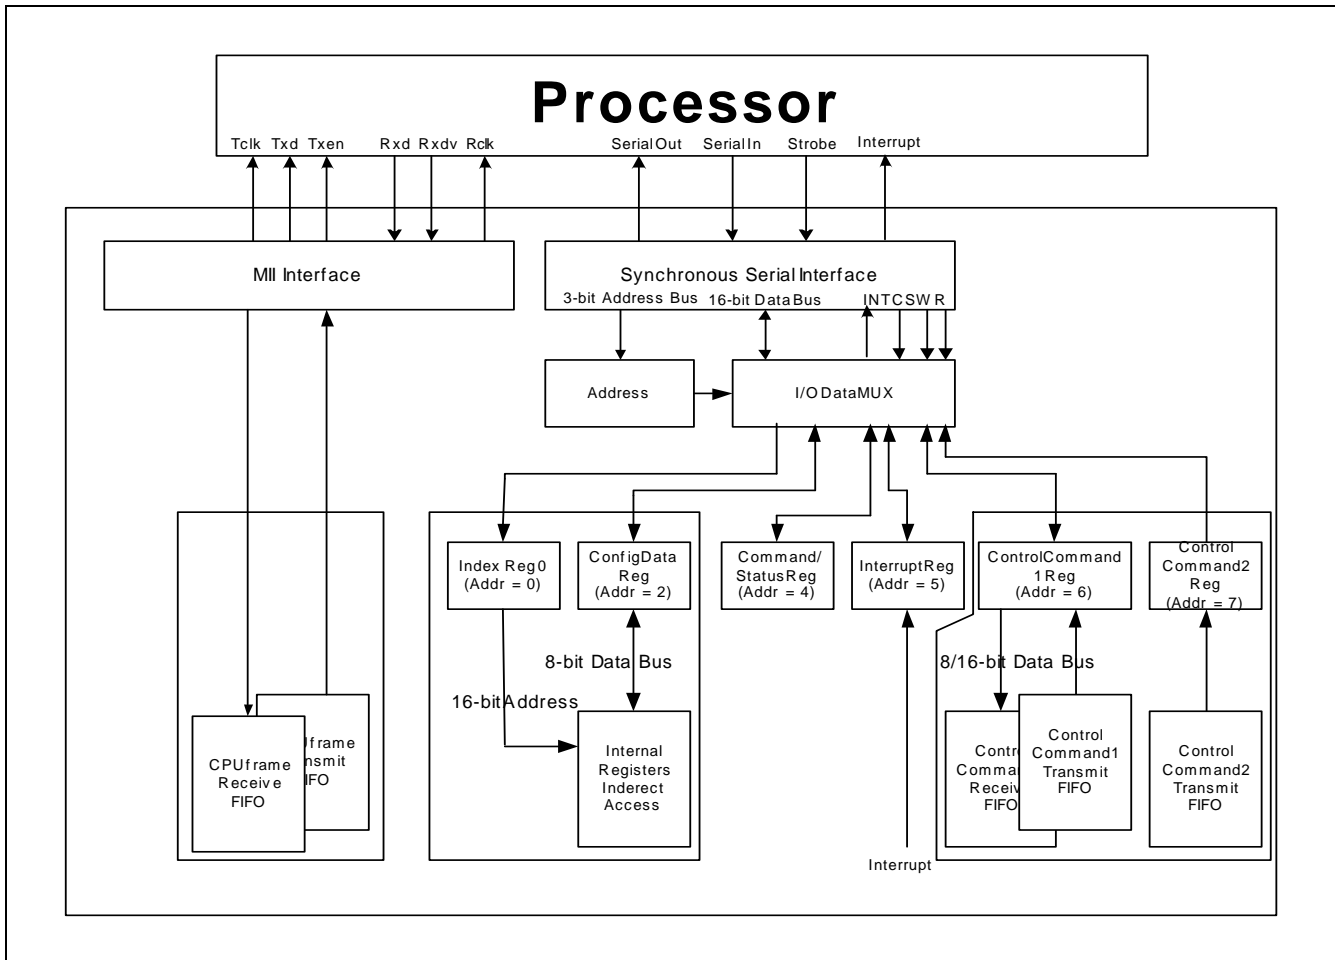 Processor
Tclk Txd Txen Rxd Rxdv Rclk SerialOut SerialIn Strobe Interrupt
MII Interface
Synchronous Serial Interface
3-bit Address Bus 16-bit DataBus INT CS W R
Address
I/O DataMUX
Index Reg0
(Addr = 0)
ConfigData
Reg
(Addr = 2)
Command/
StatusReg
(Addr = 4)
InterruptReg
(Addr = 5)
ControlCommand
1Reg
(Addr = 6)
Control
Command2
Reg
(Addr = 7)
8-bit Data Bus
16-bit Address
8/16-bit Data Bus
CPUframe
Receive
FIFO
Internal
Registers
Inderect
Access
Control
Command1
Transmit
FIFO
Receive
FIFO
Control
Command2
Transmit
FIFO
Interrupt